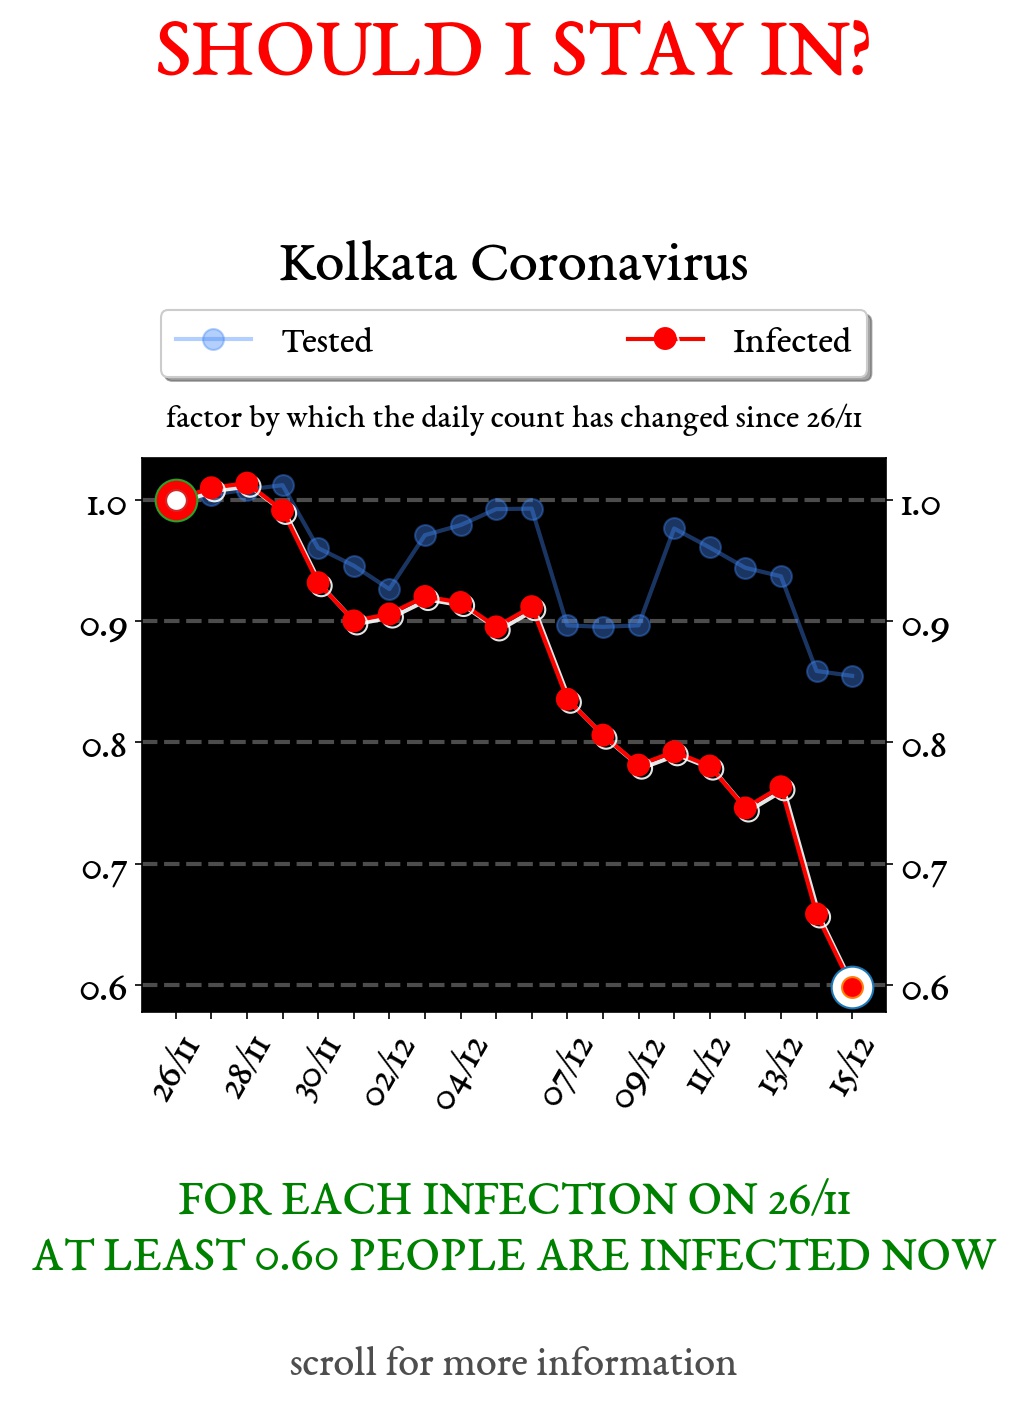 SHOULD I STAY IN?
Kolkata Coronavirus
Tested Infected
factor by which the daily count has changed since 26/11
1.0 1.0
0.9 0.9
0.8 0.8
0.7 0.7
0.6 0.6
26/11 28/11 30/11 02/12 04/12 07/12 09/12 11/12 13/12 15/12
FOR EACH INFECTION ON 26/11
AT LEAST 0.60 PEOPLE ARE INFECTED NOW
scroll for more information